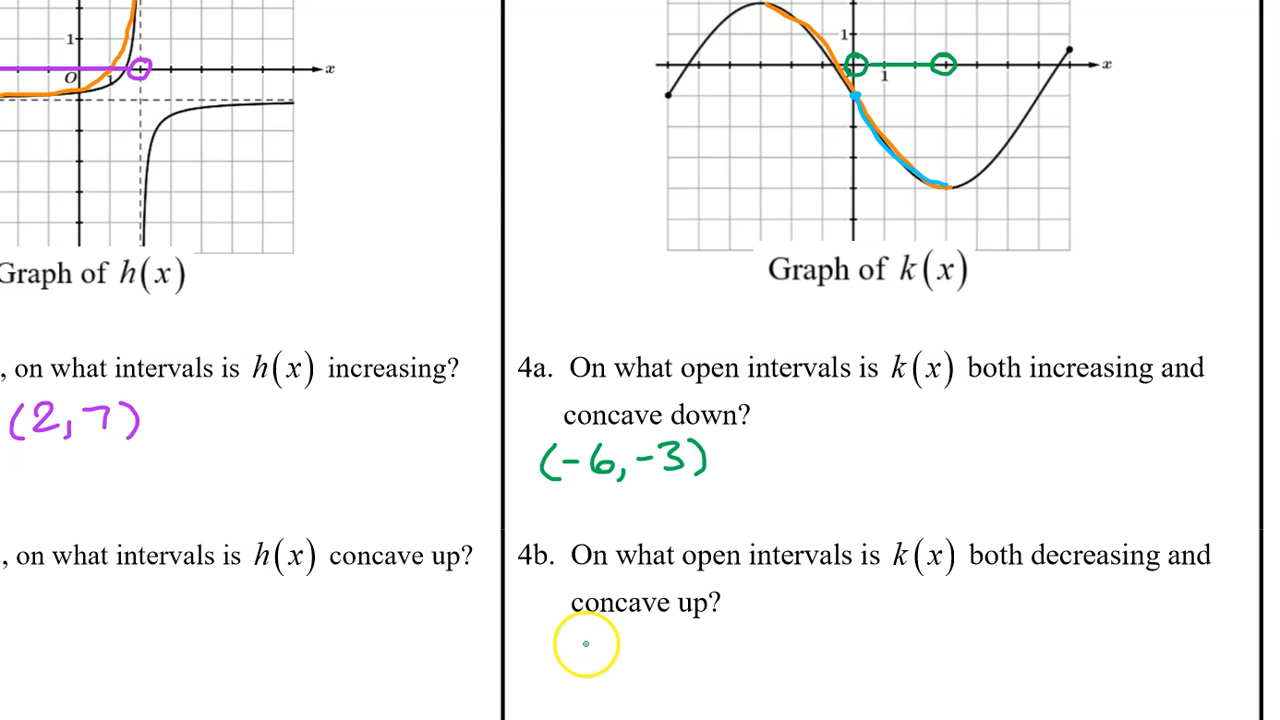 1
O
1
x
Graph of h(x)
, on what intervals is h(x) increasing?
(2,7)
, on what intervals is h(x) concave up?
1
1
x
Graph of k(x)
4a. On what open intervals is k(x) both increasing and
concave down?
(-6,-3)
4b. On what open intervals is k(x) both decreasing and
concave up?